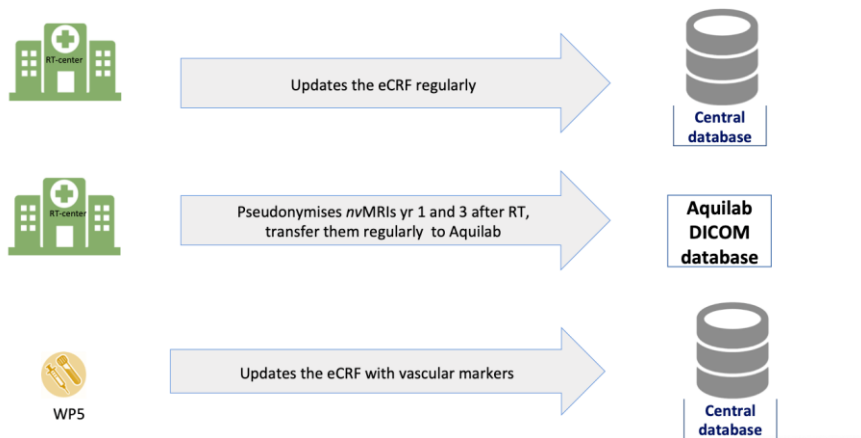 RT-center
Updates the eCRF regularly
Central
database
RT-center
Pseudonymises nvMRIs yr 1 and 3 after RT,
transfer them regularly to Aquilab
Aquilab
DICOM
database
Updates the eCRF with vascular markers
WP5
Central
database